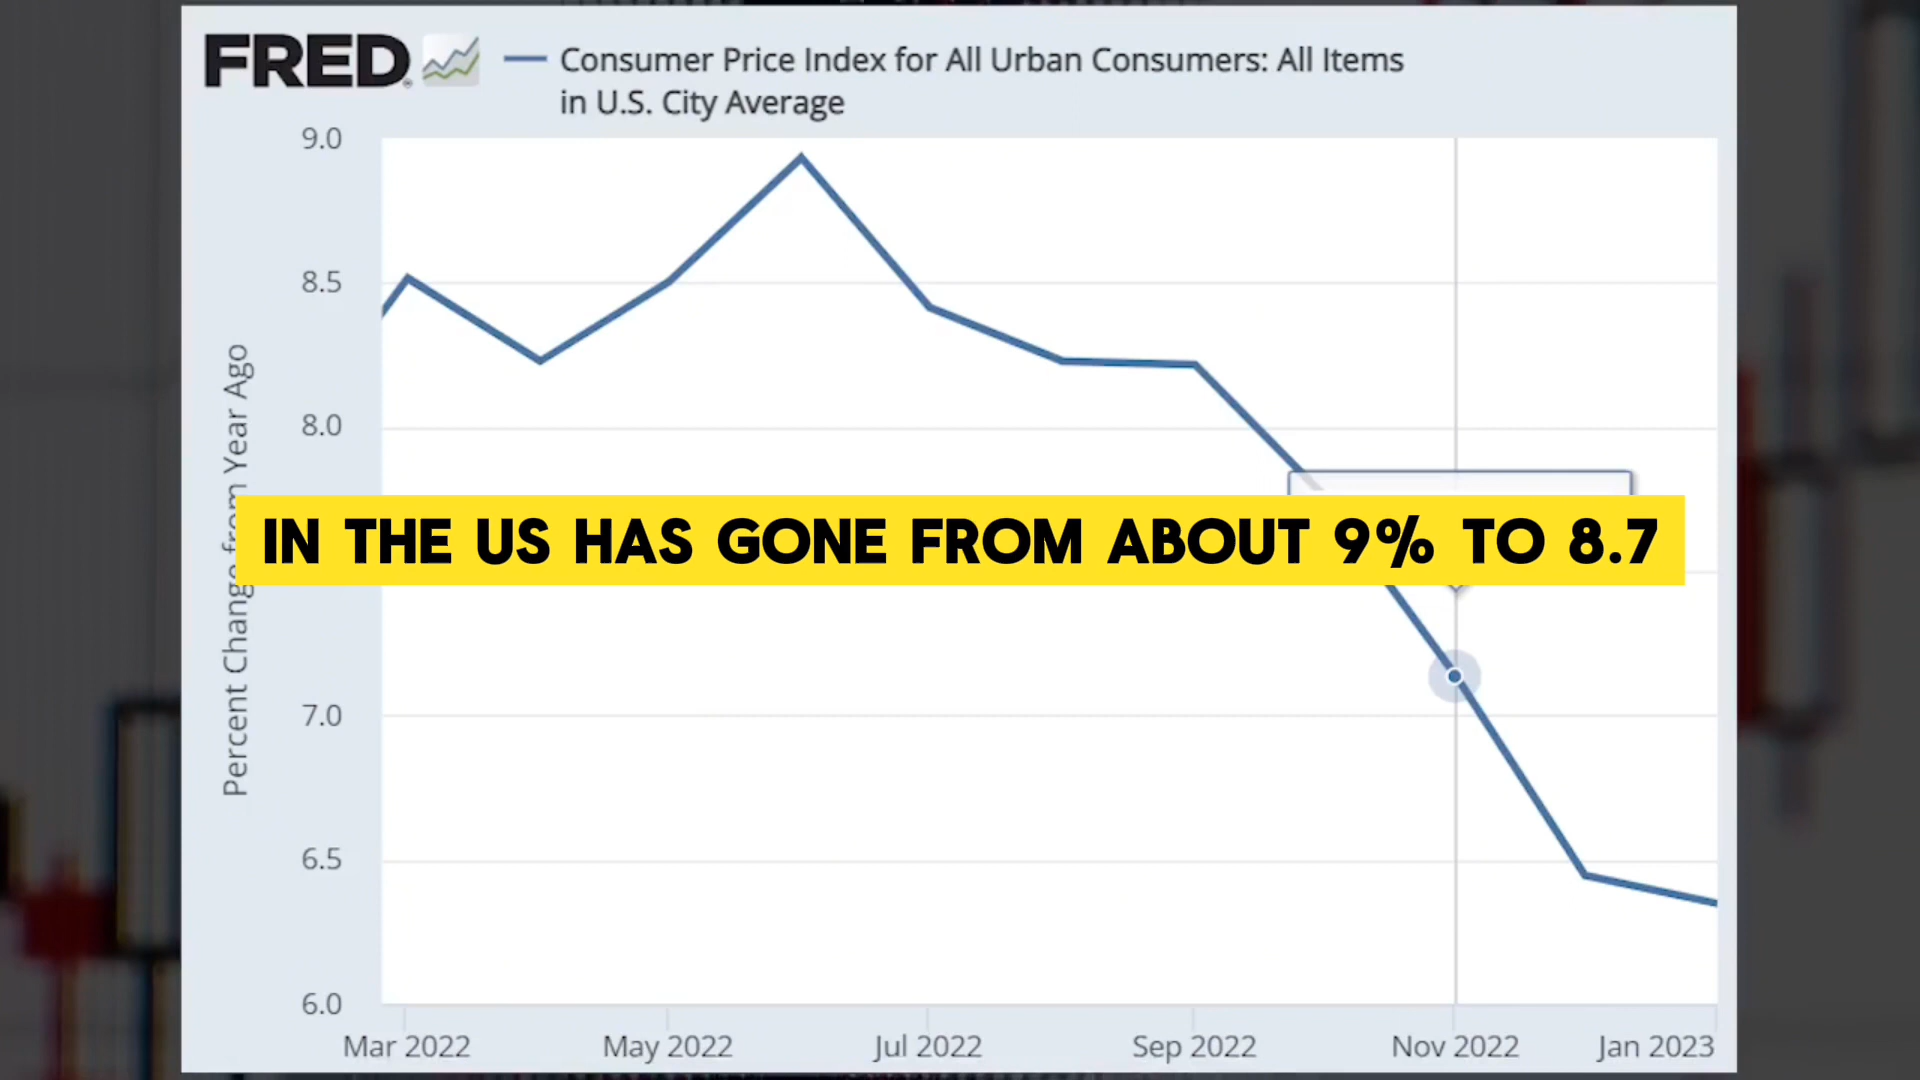 FRED
Consumer Price Index for All Urban Consumers: All Items
in U.S. City Average
9.0
8.5
8.0
7.0
6.5
6.0
Percent Change from Year Ago
IN THE US HAS GONE FROM ABOUT 9% TO 8.7
Mar 2022
May 2022
Jul 2022
Sep 2022
Nov 2022
Jan 2023